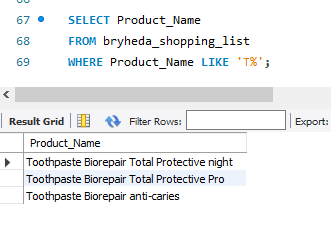 67 SELECT Product_Name
68 FROM bryheda_shopping_list
69 WHERE Product_Name LIKE 'T%';
Result Grid Filter Rows: Export:
Product_Name
Toothpaste Biorepair Total Protective night
Toothpaste Biorepair Total Protective Pro
Toothpaste Biorepair anti-caries